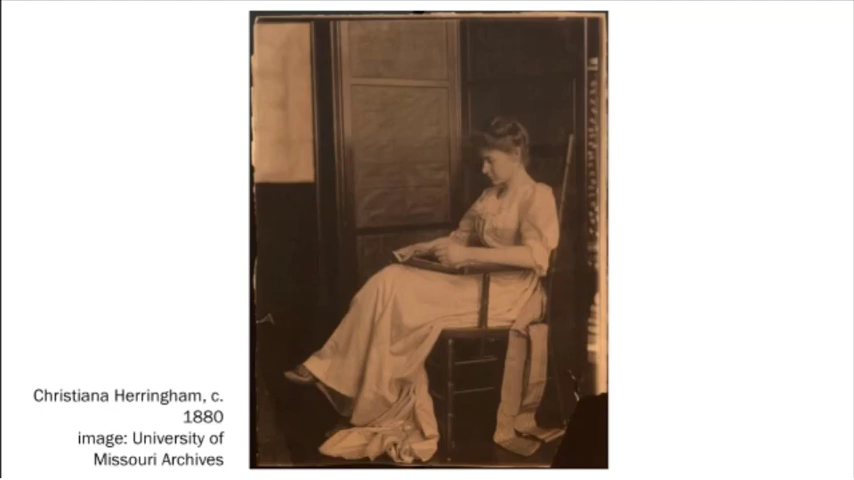 Christiana Herringham, c.
1880
image: University of
Missouri Archives